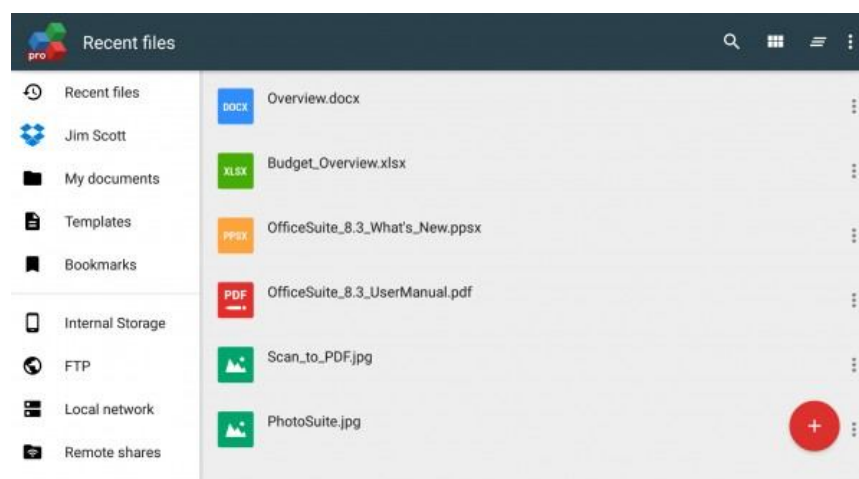 pro
Recent files
Recent files
Jim Scott
My documents
Templates
Bookmarks
Internal Storage
FTP
Local network
Remote shares
DOCX
Overview.docx
XLSX
Budget_Overview.xlsx
PPSX
OfficeSuite_8.3_What's_New.ppsx
PDF
OfficeSuite_8.3_UserManual.pdf
Scan_to_PDF.jpg
PhotoSuite.jpg